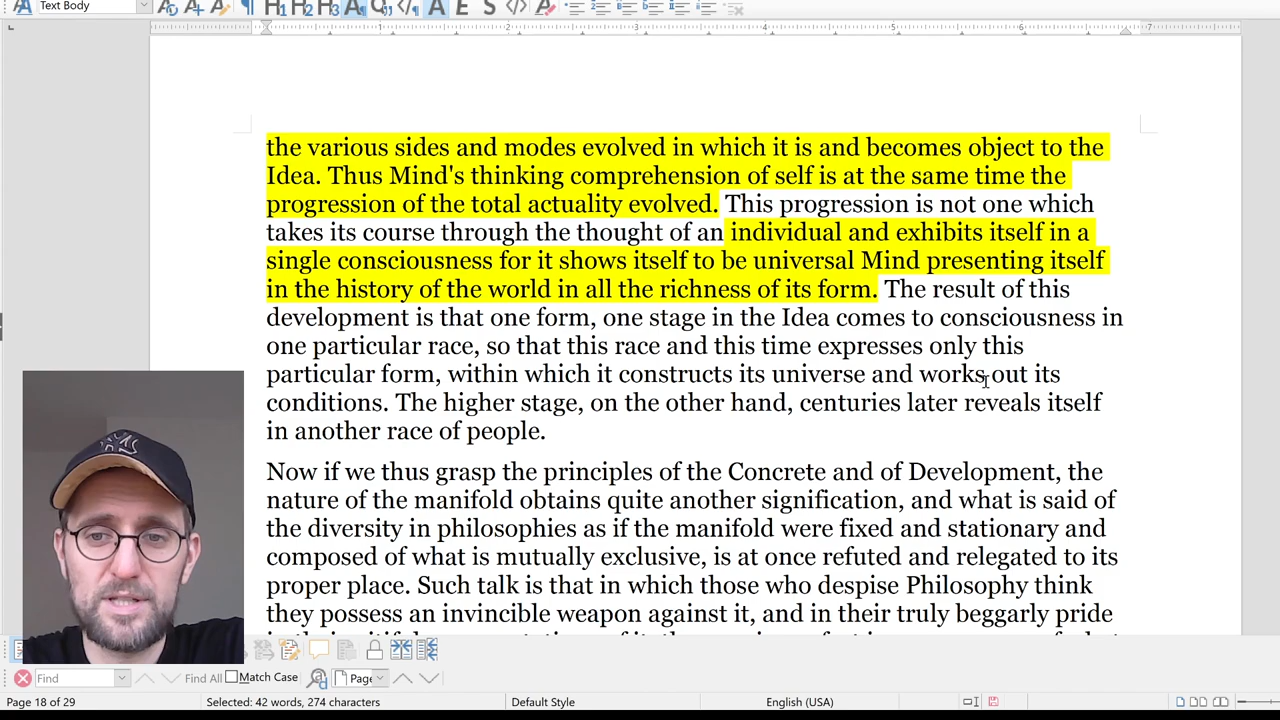 Text Body
H1 H2 H3
A E S
1 2 3 4 5 6 7
the various sides and modes evolved in which it is and becomes object to the
Idea. Thus Mind's thinking comprehension of self is at the same time the
progression of the total actuality evolved. This progression is not one which
takes its course through the thought of an individual and exhibits itself in a
single consciousness for it shows itself to be universal Mind presenting itself
in the history of the world in all the richness of its form. The result of this
development is that one form, one stage in the Idea comes to consciousness in
one particular race, so that this race and this time expresses only this
particular form, within which it constructs its universe and works out its
conditions. The higher stage, on the other hand, centuries later reveals itself
in another race of people.
Now if we thus grasp the principles of the Concrete and of Development, the
nature of the manifold obtains quite another signification, and what is said of
the diversity in philosophies as if the manifold were fixed and stationary and
composed of what is mutually exclusive, is at once refuted and relegated to its
proper place. Such talk is that in which those who despise Philosophy think
they possess an invincible weapon against it, and in their truly beggarly pride
Find Find All Match Case Page
Page 18 of 29 Selected: 42 words, 274 characters Default Style English (USA)